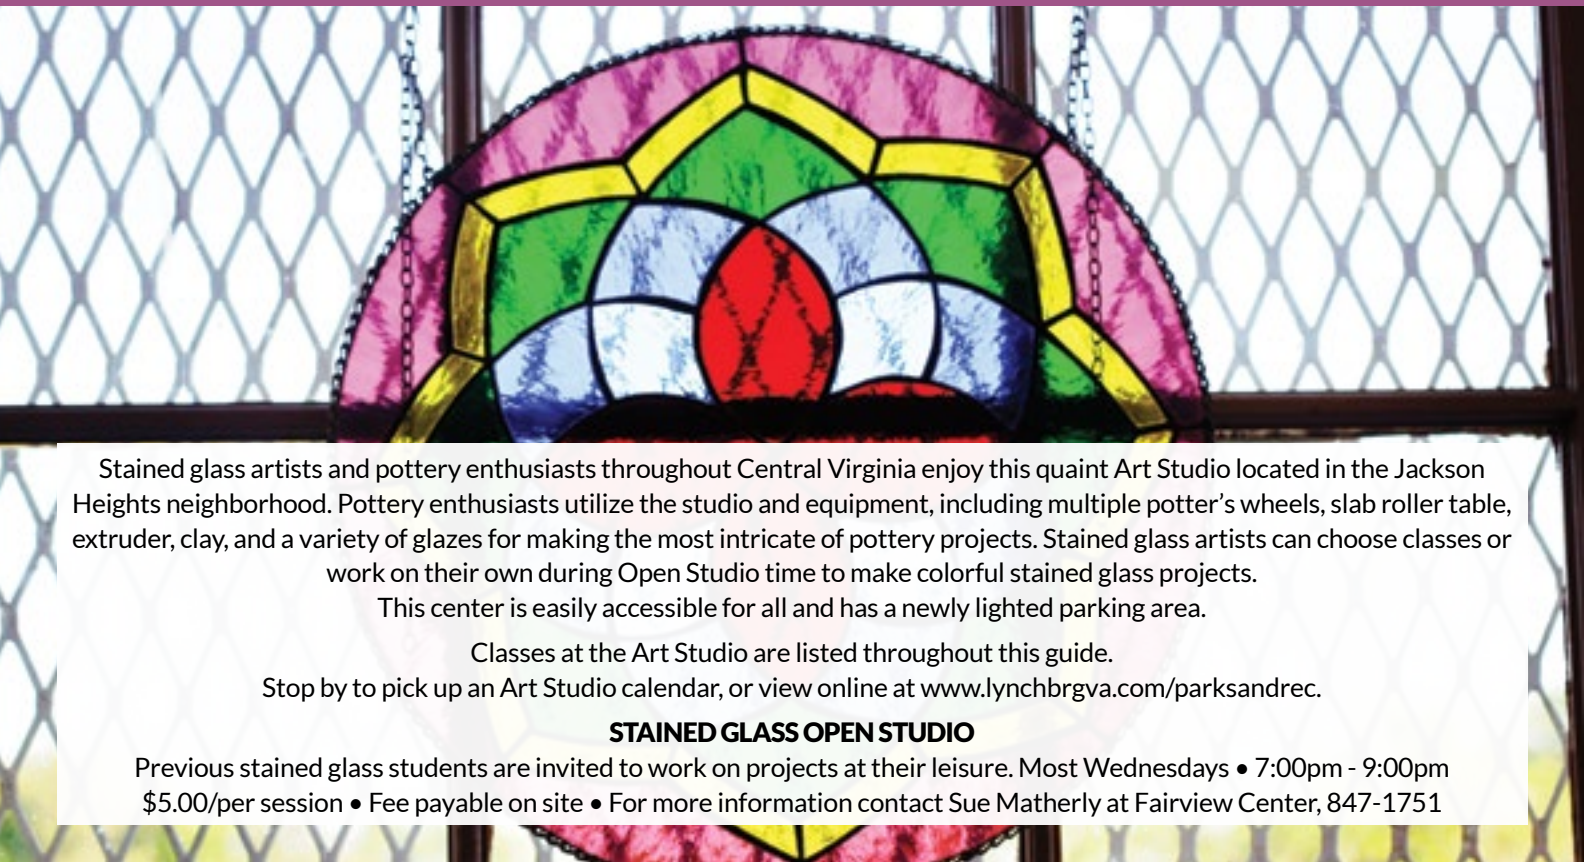 Stained glass artists and pottery enthusiasts throughout Central Virginia enjoy this quaint Art Studio located in the Jackson
Heights neighborhood. Pottery enthusiasts utilize the studio and equipment, including multiple potter’s wheels, slab roller table,
extruder, clay, and a variety of glazes for making the most intricate of pottery projects. Stained glass artists can choose classes or
work on their own during Open Studio time to make colorful stained glass projects.
This center is easily accessible for all and has a newly lighted parking area.
Classes at the Art Studio are listed throughout this guide.
Stop by to pick up an Art Studio calendar, or view online at www.lynchbrgva.com/parksandrec.
STAINED GLASS OPEN STUDIO
Previous stained glass students are invited to work on projects at their leisure. Most Wednesdays • 7:00pm - 9:00pm
$5.00/per session • Fee payable on site • For more information contact Sue Matherly at Fairview Center, 847-1751